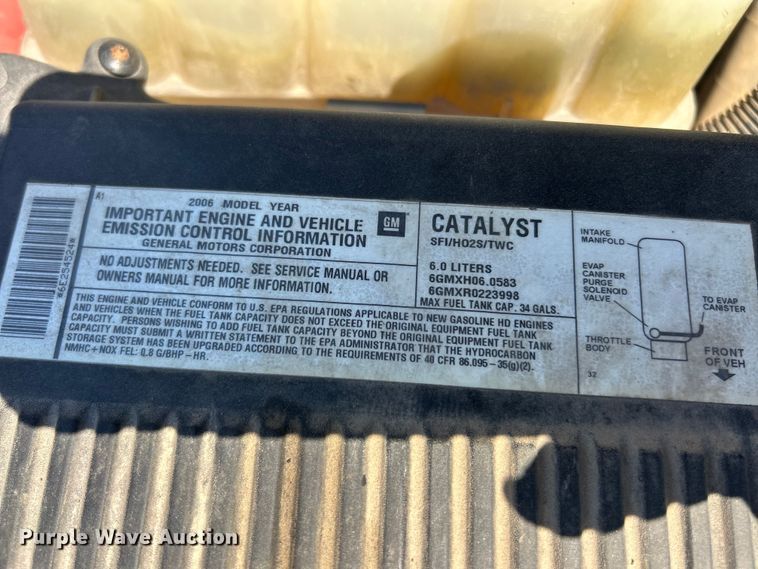 A1
2006 MODEL YEAR
IMPORTANT ENGINE AND VEHICLE
EMISSION CONTROL INFORMATION
GENERAL MOTORS CORPORATION
GM
NO ADJUSTMENTS NEEDED. SEE SERVICE MANUAL OR
OWNERS MANUAL FOR MORE INFORMATION.
CATALYST
SFI/HO2S/TWC
6.0 LITERS
6GMXH06.0583
6GMXR0223998
MAX FUEL TANK CAP. 34 GALS.
THIS ENGINE AND VEHICLE CONFORM TO U.S. EPA REGULATIONS APPLICABLE TO NEW GASOLINE HD ENGINES
AND VEHICLES WHEN THE FUEL TANK CAPACITY DOES NOT EXCEED THE ORIGINAL EQUIPMENT FUEL TANK
CAPACITY. PERSONS WISHING TO ADD FUEL TANK CAPACITY BEYOND THE ORIGINAL EQUIPMENT FUEL TANK
CAPACITY MUST SUBMIT A WRITTEN STATEMENT TO THE EPA ADMINISTRATOR THAT THE HYDROCARBON
STORAGE SYSTEM HAS BEEN UPGRADED ACCORDING TO THE REQUIREMENTS OF 40 CFR 86.095-35(g)(2).
NMHC+NOX FEL: 0.8 G/BHP-HR.
INTAKE
MANIFOLD
EVAP
CANISTER
PURGE
SOLENOID
VALVE
TO EVAP
CANISTER
THROTTLE
BODY
FRONT
OF VEH
32
*6E254524*
Purple Wave Auction